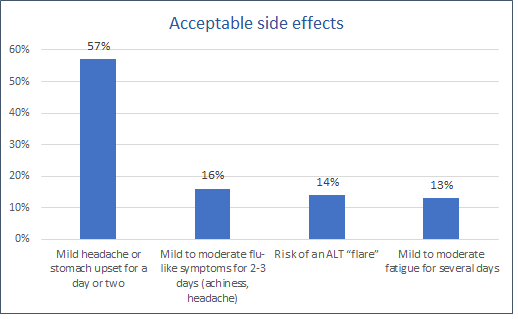 Acceptable side effects
57%
60%
50%
40%
30%
20%
10%
0%
16%
14%
13%
Mild headache or
stomach upset for a
day or two
Mild to moderate flu-
like symptoms for 2-3
days (achiness,
headache)
Risk of an ALT “flare”
Mild to moderate
fatigue for several days